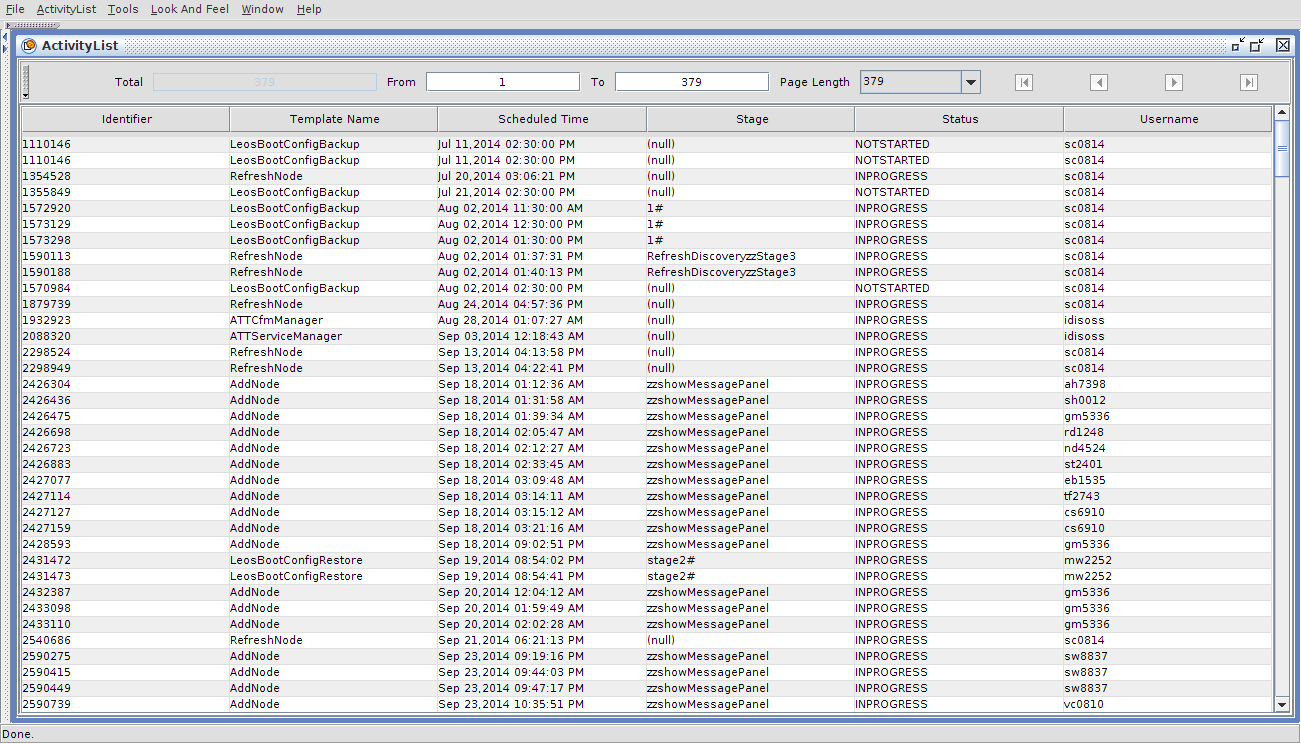 File ActivityList Tools Look And Feel Window Help
ActivityList
Total 379 From 1 To 379 Page Length 379
Identifier Template Name Scheduled Time Stage Status Username
1110146 LeosBootConfigBackup Jul 11,2014 02:30:00 PM (null) NOTSTARTED sc0814
1110146 LeosBootConfigBackup Jul 11,2014 02:30:00 PM (null) NOTSTARTED sc0814
1354528 RefreshNode Jul 20,2014 03:06:21 PM (null) INPROGRESS sc0814
1355849 LeosBootConfigBackup Jul 21,2014 02:30:00 PM (null) NOTSTARTED sc0814
1572920 LeosBootConfigBackup Aug 02,2014 11:30:00 AM 1# INPROGRESS sc0814
1573129 LeosBootConfigBackup Aug 02,2014 12:30:00 PM 1# INPROGRESS sc0814
1573298 LeosBootConfigBackup Aug 02,2014 01:30:00 PM 1# INPROGRESS sc0814
1590113 RefreshNode Aug 02,2014 01:37:31 PM RefreshDiscoveryzzStage3 INPROGRESS sc0814
1590188 RefreshNode Aug 02,2014 01:40:13 PM RefreshDiscoveryzzStage3 INPROGRESS sc0814
1570984 LeosBootConfigBackup Aug 02,2014 02:30:00 PM (null) NOTSTARTED sc0814
1879739 RefreshNode Aug 24,2014 04:57:36 PM (null) INPROGRESS sc0814
1932923 ATTCfmManager Aug 28,2014 01:07:27 AM (null) INPROGRESS idisoss
2088320 ATTServiceManager Sep 03,2014 12:18:43 AM (null) INPROGRESS idisoss
2298524 RefreshNode Sep 13,2014 04:13:58 PM (null) INPROGRESS sc0814
2298949 RefreshNode Sep 13,2014 04:22:41 PM (null) INPROGRESS sc0814
2426304 AddNode Sep 18,2014 01:12:36 AM zzshowMessagePanel INPROGRESS ah7398
2426436 AddNode Sep 18,2014 01:31:58 AM zzshowMessagePanel INPROGRESS sh0012
2426475 AddNode Sep 18,2014 01:39:34 AM zzshowMessagePanel INPROGRESS gm5336
2426698 AddNode Sep 18,2014 02:05:47 AM zzshowMessagePanel INPROGRESS rd1248
2426723 AddNode Sep 18,2014 02:12:27 AM zzshowMessagePanel INPROGRESS nd4524
2426883 AddNode Sep 18,2014 02:33:45 AM zzshowMessagePanel INPROGRESS st2401
2427077 AddNode Sep 18,2014 03:09:48 AM zzshowMessagePanel INPROGRESS eb1535
2427114 AddNode Sep 18,2014 03:14:11 AM zzshowMessagePanel INPROGRESS tf2743
2427127 AddNode Sep 18,2014 03:15:12 AM zzshowMessagePanel INPROGRESS cs6910
2427159 AddNode Sep 18,2014 03:21:16 AM zzshowMessagePanel INPROGRESS cs6910
2428593 AddNode Sep 18,2014 09:02:51 PM zzshowMessagePanel INPROGRESS gm5336
2431472 LeosBootConfigRestore Sep 19,2014 08:54:02 PM stage2# INPROGRESS mw2252
2431473 LeosBootConfigRestore Sep 19,2014 08:54:41 PM stage2# INPROGRESS mw2252
2432387 AddNode Sep 20,2014 12:04:12 AM zzshowMessagePanel INPROGRESS gm5336
2433098 AddNode Sep 20,2014 01:59:49 AM zzshowMessagePanel INPROGRESS gm5336
2433110 AddNode Sep 20,2014 02:02:28 AM zzshowMessagePanel INPROGRESS gm5336
2540686 RefreshNode Sep 21,2014 06:21:13 PM (null) INPROGRESS sc0814
2590275 AddNode Sep 23,2014 09:19:16 PM zzshowMessagePanel INPROGRESS sw8837
2590415 AddNode Sep 23,2014 09:44:03 PM zzshowMessagePanel INPROGRESS sw8837
2590449 AddNode Sep 23,2014 09:47:17 PM zzshowMessagePanel INPROGRESS sw8837
2590739 AddNode Sep 23,2014 10:35:51 PM zzshowMessagePanel INPROGRESS vc0810
Done.